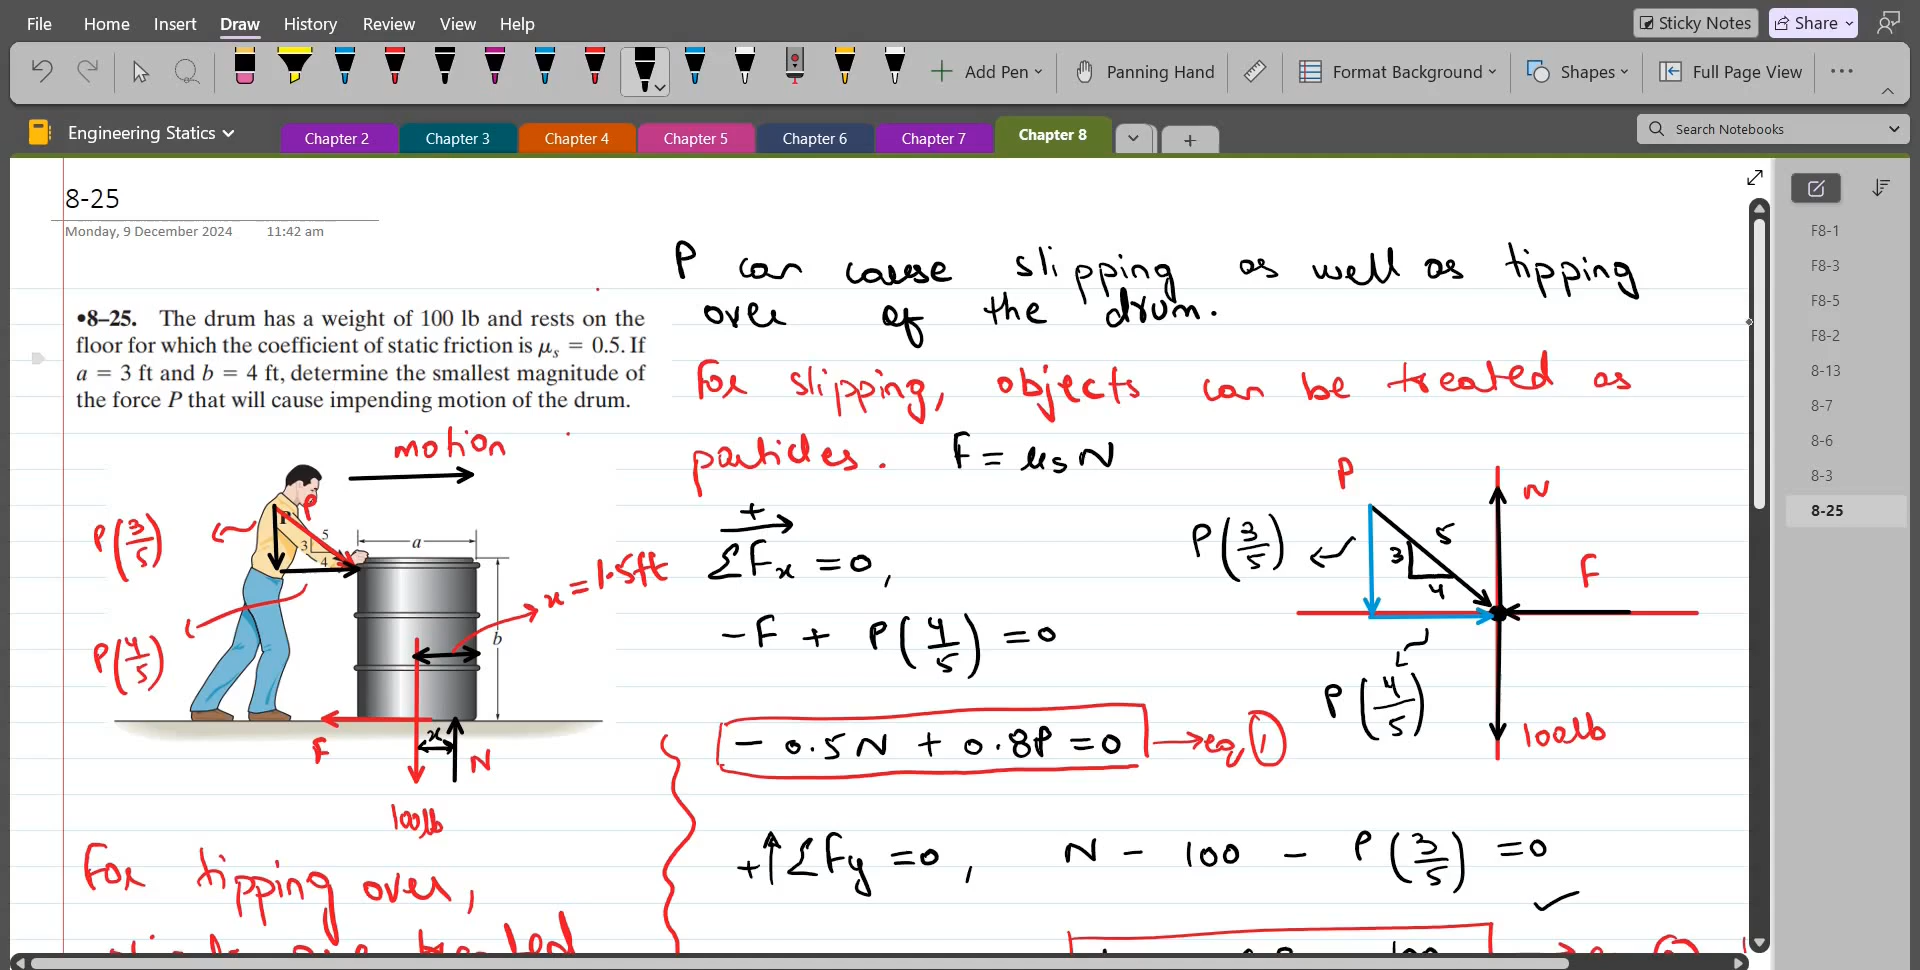 File Home Insert Draw History Review View Help Sticky Notes Share
Add Pen Panning Hand Format Background Shapes Full Page View
Engineering Statics Chapter 2 Chapter 3 Chapter 4 Chapter 5 Chapter 6 Chapter 7 Chapter 8 + Search Notebooks
8-25
Monday, 9 December 2024 11:42 am
•8–25. The drum has a weight of 100 lb and rests on the
floor for which the coefficient of static friction is μs = 0.5. If
a = 3 ft and b = 4 ft, determine the smallest magnitude of
the force P that will cause impending motion of the drum.
motion
P
P
5
3
4
a
b
P(3/5)
P(4/5)
x = 1.5ft
F
x
N
100lb
For tipping over,
P can cause slipping as well as tipping
over of the drum.
For slipping, objects can be treated as
particles. F = μs N
+
ΣFx = 0,
-F + P(4/5) = 0
-0.5N + 0.8P = 0 → eq 1
+↑ΣFy = 0, N - 100 - P(3/5) = 0
P
N
P(3/5)
5
3
4
F
P(4/5)
100lb
F8-1
F8-3
F8-5
F8-2
8-13
8-7
8-6
8-3
8-25